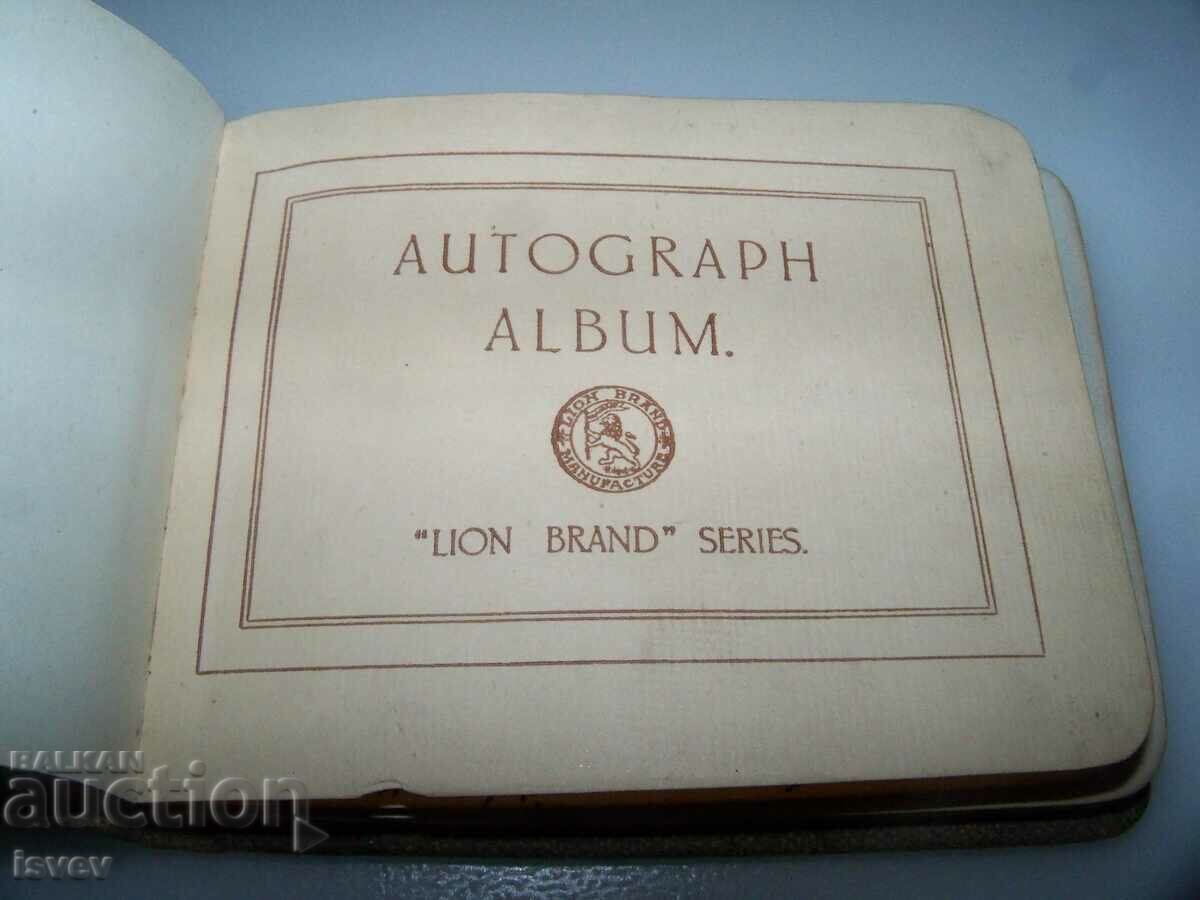 AUTOGRAPH
ALBUM.
LION BRAND
MANUFACTURE
"LION BRAND" SERIES.
BALKAN
auction
isvev